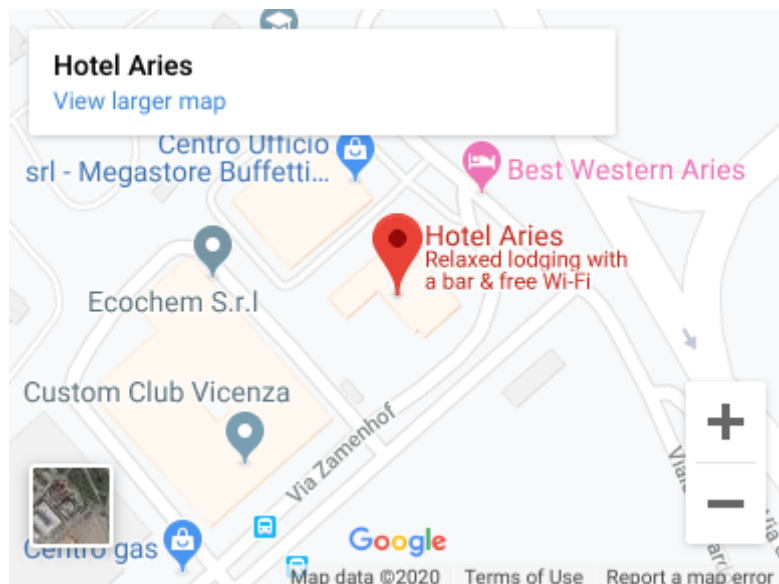 Hotel Aries
View larger map
Centro Ufficio
srl - Megastore Buffetti...
Best Western Aries
Hotel Aries
Relaxed lodging with
a bar & free Wi-Fi
Ecochem S.r.l
Custom Club Vicenza
Via Zamenhof
Centro gas
Google
Map data ©2020 Terms of Use Report a map error